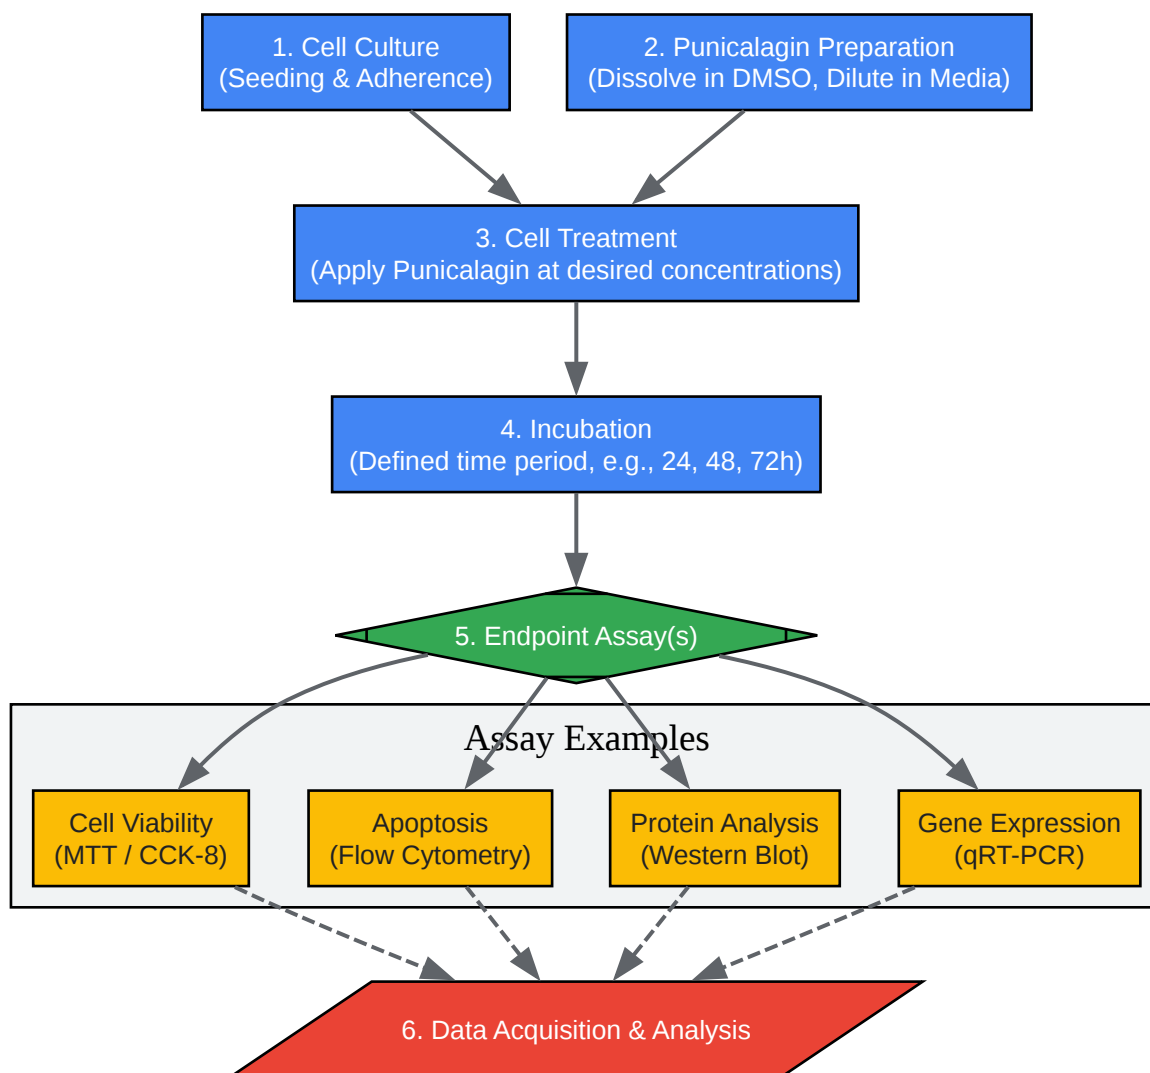 1. Cell Culture
(Seeding & Adherence)
2. Punicalagin Preparation
(Dissolve in DMSO, Dilute in Media)
3. Cell Treatment
(Apply Punicalagin at desired concentrations)
4. Incubation
(Defined time period, e.g., 24, 48, 72h)
5. Endpoint Assay(s)
Assay Examples
Cell Viability
(MTT / CCK-8)
Apoptosis
(Flow Cytometry)
Protein Analysis
(Western Blot)
Gene Expression
(qRT-PCR)
6. Data Acquisition & Analysis